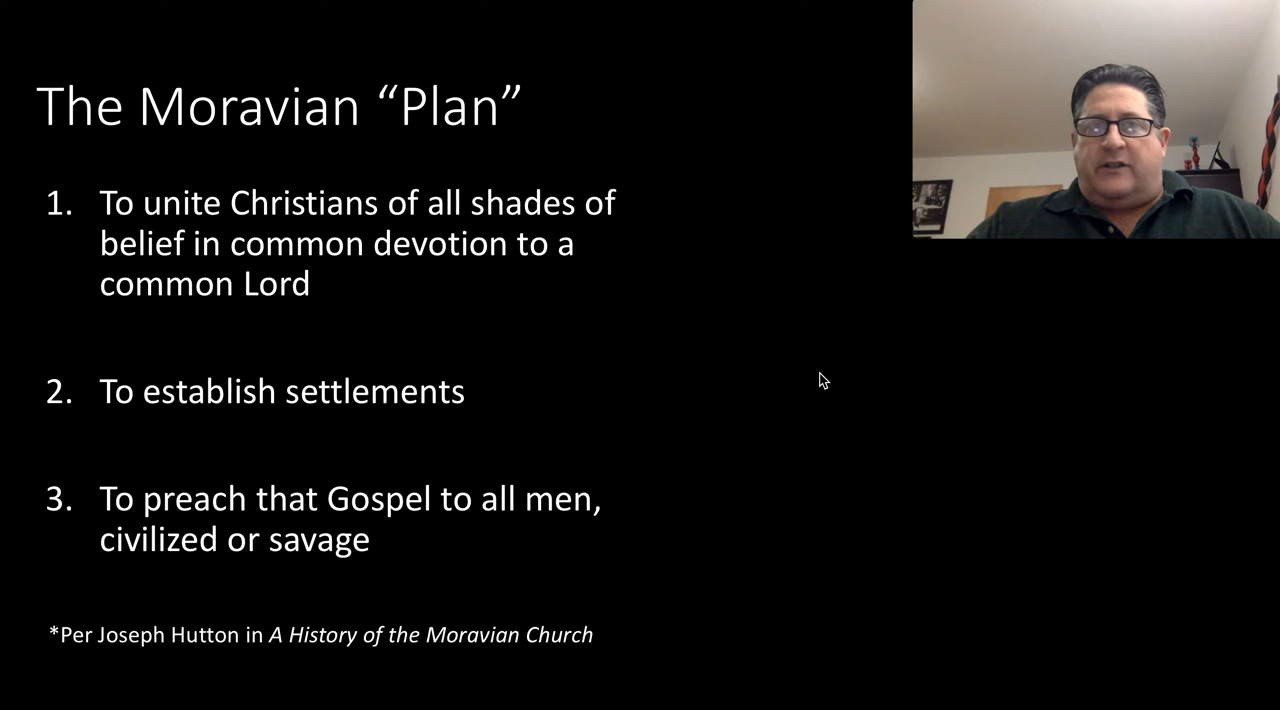 The Moravian “Plan”
1. To unite Christians of all shades of
belief in common devotion to a
common Lord
2. To establish settlements
3. To preach that Gospel to all men,
civilized or savage
*Per Joseph Hutton in A History of the Moravian Church